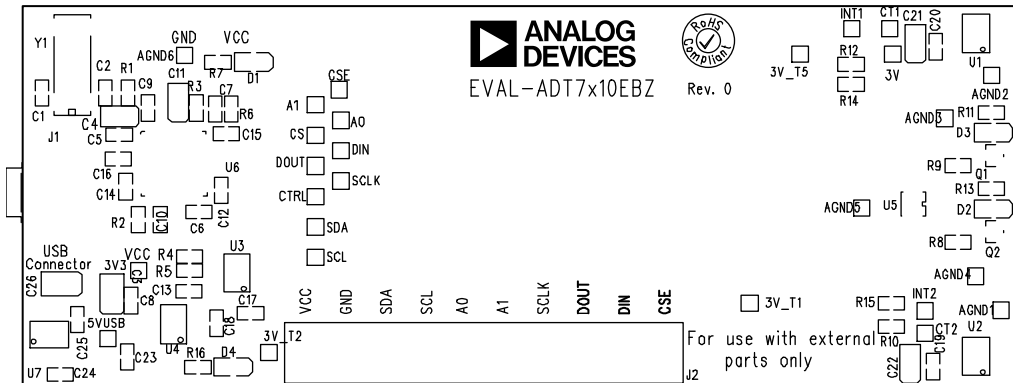 Y1
GND
VCC
AGND6
R7
D1
C2
R1
C9
C11
R3
C7
R6
C1
J1
C4
C5
C15
C16
C14
U6
R2
C10
C6
C12
CSE
A1
A0
CS
DIN
DOUT
SCLK
CTRL
SDA
SCL
ANALOG
DEVICES
EVAL-ADT7x10EBZ
RoHS
Compliant
Rev. 0
INT1
CT1
C21
C20
3V_T5
R12
R14
3V
U1
AGND2
AGND3
R11
D3
R9
Q1
R13
AGND5
U5
D2
R8
Q2
AGND4
USB
Connector
C26
VCC
3V3
R4
R5
C13
U3
C8
C17
C18
5VUSB
C25
C23
U4
U7
C24
R16
D4
3V_T2
VCC
GND
SDA
SCL
A0
A1
SCLK
DOUT
DIN
CSE
J2
3V_T1
For use with external
parts only
R15
R10
INT2
CT2
AGND1
U2
C22
C19